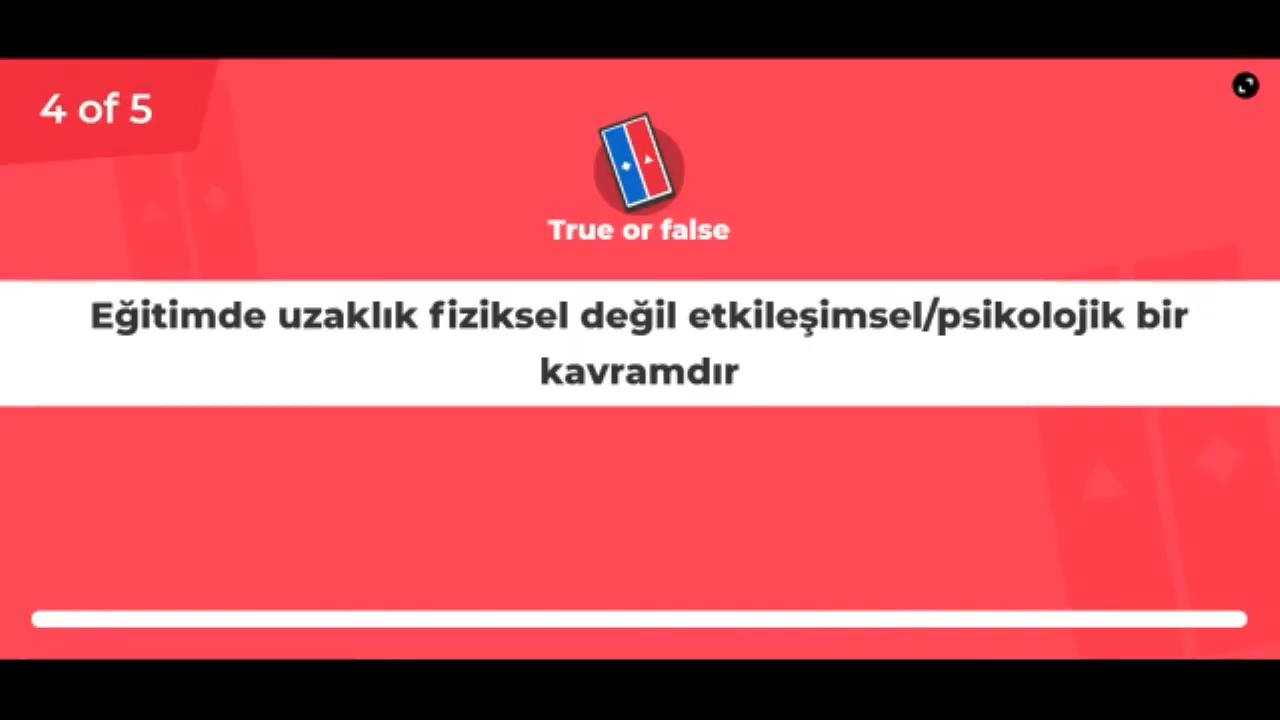 4 of 5
True or false
Eğitimde uzaklık fiziksel değil etkileşimsel/psikolojik bir
kavramdır